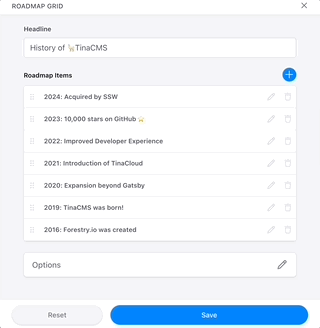 ROADMAP GRID
Headline
History of 🦙TinaCMS
Roadmap Items
2024: Acquired by SSW
2023: 10,000 stars on GitHub ⭐
2022: Improved Developer Experience
2021: Introduction of TinaCloud
2020: Expansion beyond Gatsby
2019: TinaCMS was born!
2016: Forestry.io was created
Options
Reset
Save